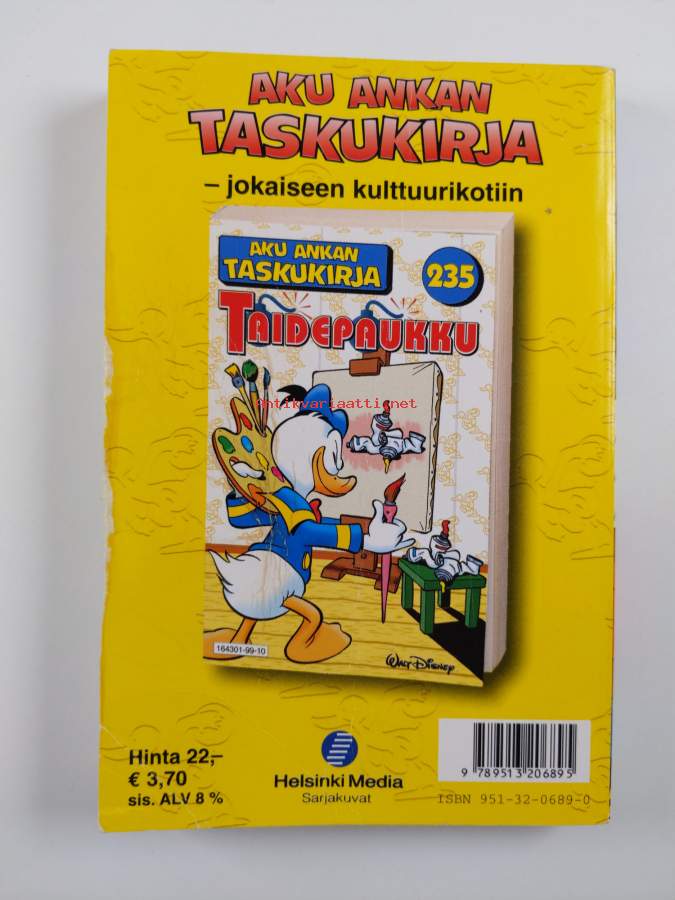 AKU ANKAN
TASKUKIRJA
– jokaiseen kulttuurikotiin
AKU ANKAN
TASKUKIRJA
235
TAIDEPAUKKU
Antikvariaatti.net
164301-99-10
WALT DISNEY
Hinta 22,–
€ 3,70
sis. ALV 8 %
Helsinki Media
Sarjakuvat
9 789513 206895
ISBN 951-32-0689-0